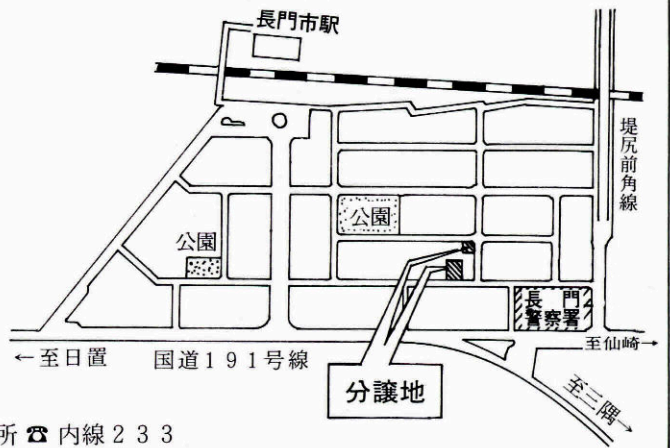 長門市駅
堤尻前角線
公園
公園
長門
警察署
←至日置
国道191号線
至仙崎→
至三隅→
分譲地
所 ☎ 内線233